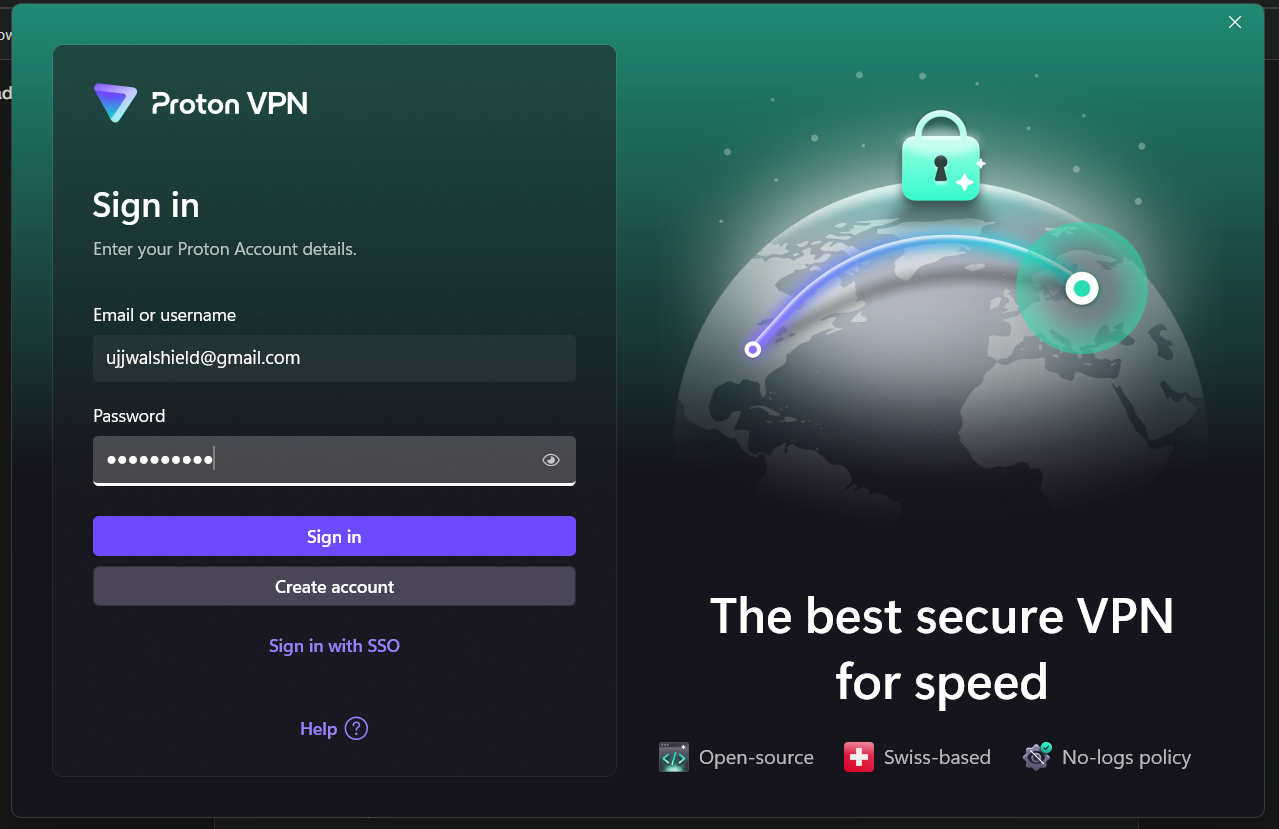 Proton VPN
Sign in
Enter your Proton Account details.
Email or username
ujjwalshield@gmail.com
Password
••••••••••
Sign in
Create account
Sign in with SSO
Help ?
The best secure VPN
for speed
</> Open-source
Swiss-based
No-logs policy